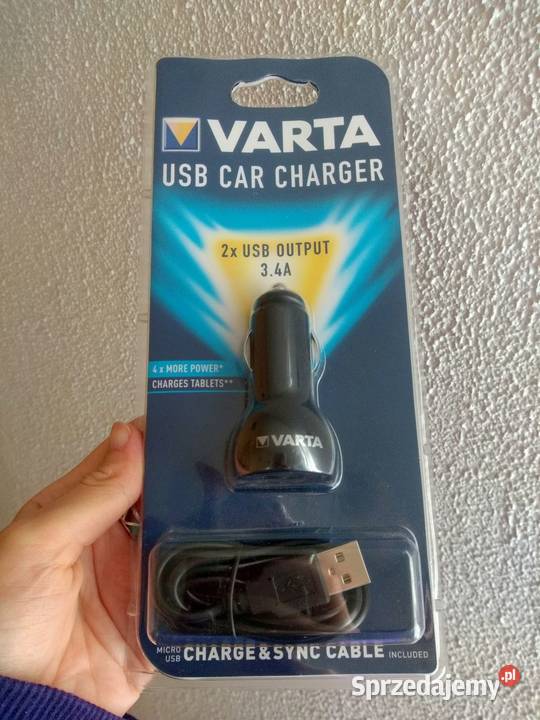 VARTA
USB CAR CHARGER
2x USB OUTPUT
3.4A
4 x MORE POWER*
CHARGES TABLETS**
VARTA
MICRO USB CHARGE & SYNC CABLE INCLUDED
Sprzedajemy.pl